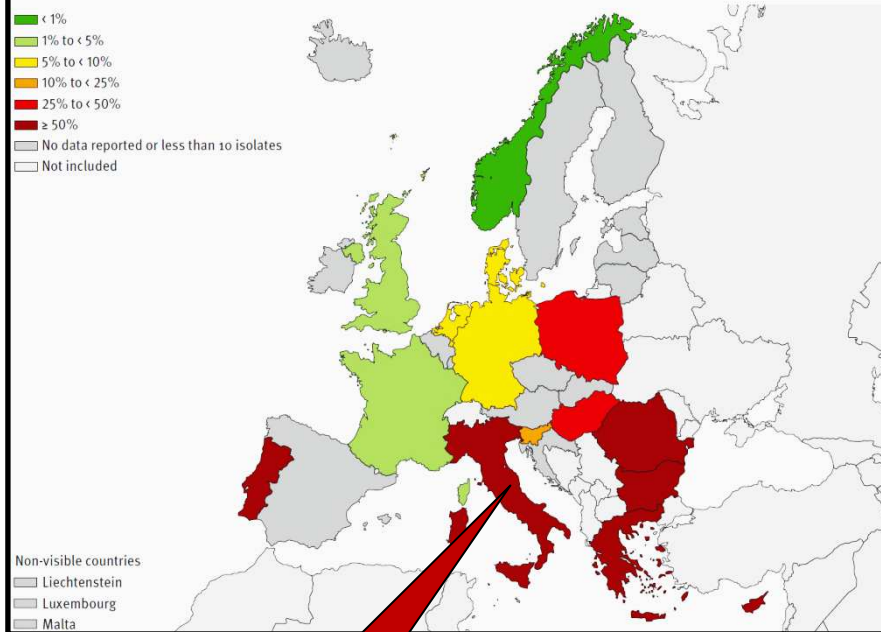 < 1%
1% to < 5%
5% to < 10%
10% to < 25%
25% to < 50%
≥ 50%
No data reported or less than 10 isolates
Not included
Non-visible countries
Liechtenstein
Luxembourg
Malta